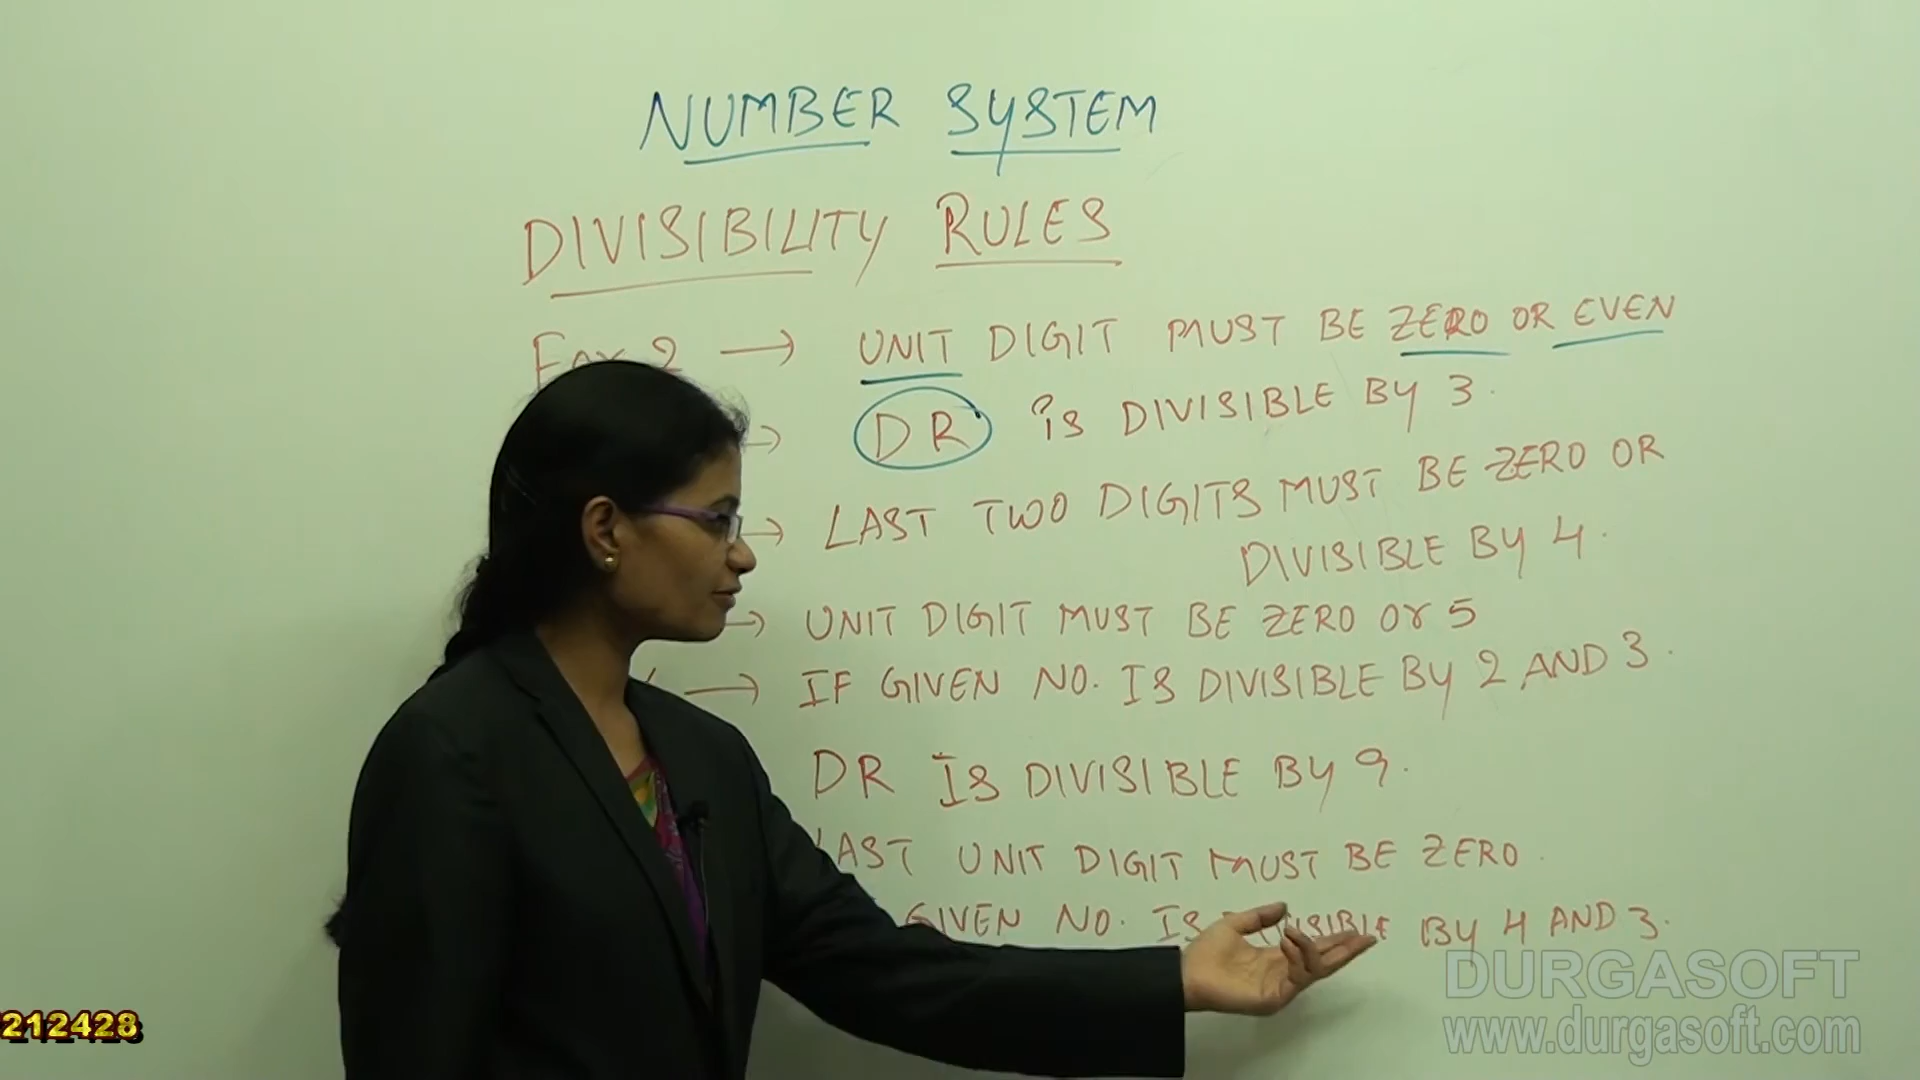 NUMBER SYSTEM
DIVISIBILITY RULES
For 2 → UNIT DIGIT MUST BE ZERO OR EVEN
→ DR is DIVISIBLE BY 3.
→ LAST TWO DIGITS MUST BE ZERO OR
DIVISIBLE BY 4.
→ UNIT DIGIT MUST BE ZERO Or 5
→ IF GIVEN NO. IS DIVISIBLE BY 2 AND 3.
DR IS DIVISIBLE BY 9.
LAST UNIT DIGIT MUST BE ZERO.
GIVEN NO. IS DIVISIBLE BY 4 AND 3.
DURGASOFT
www.durgasoft.com
212428